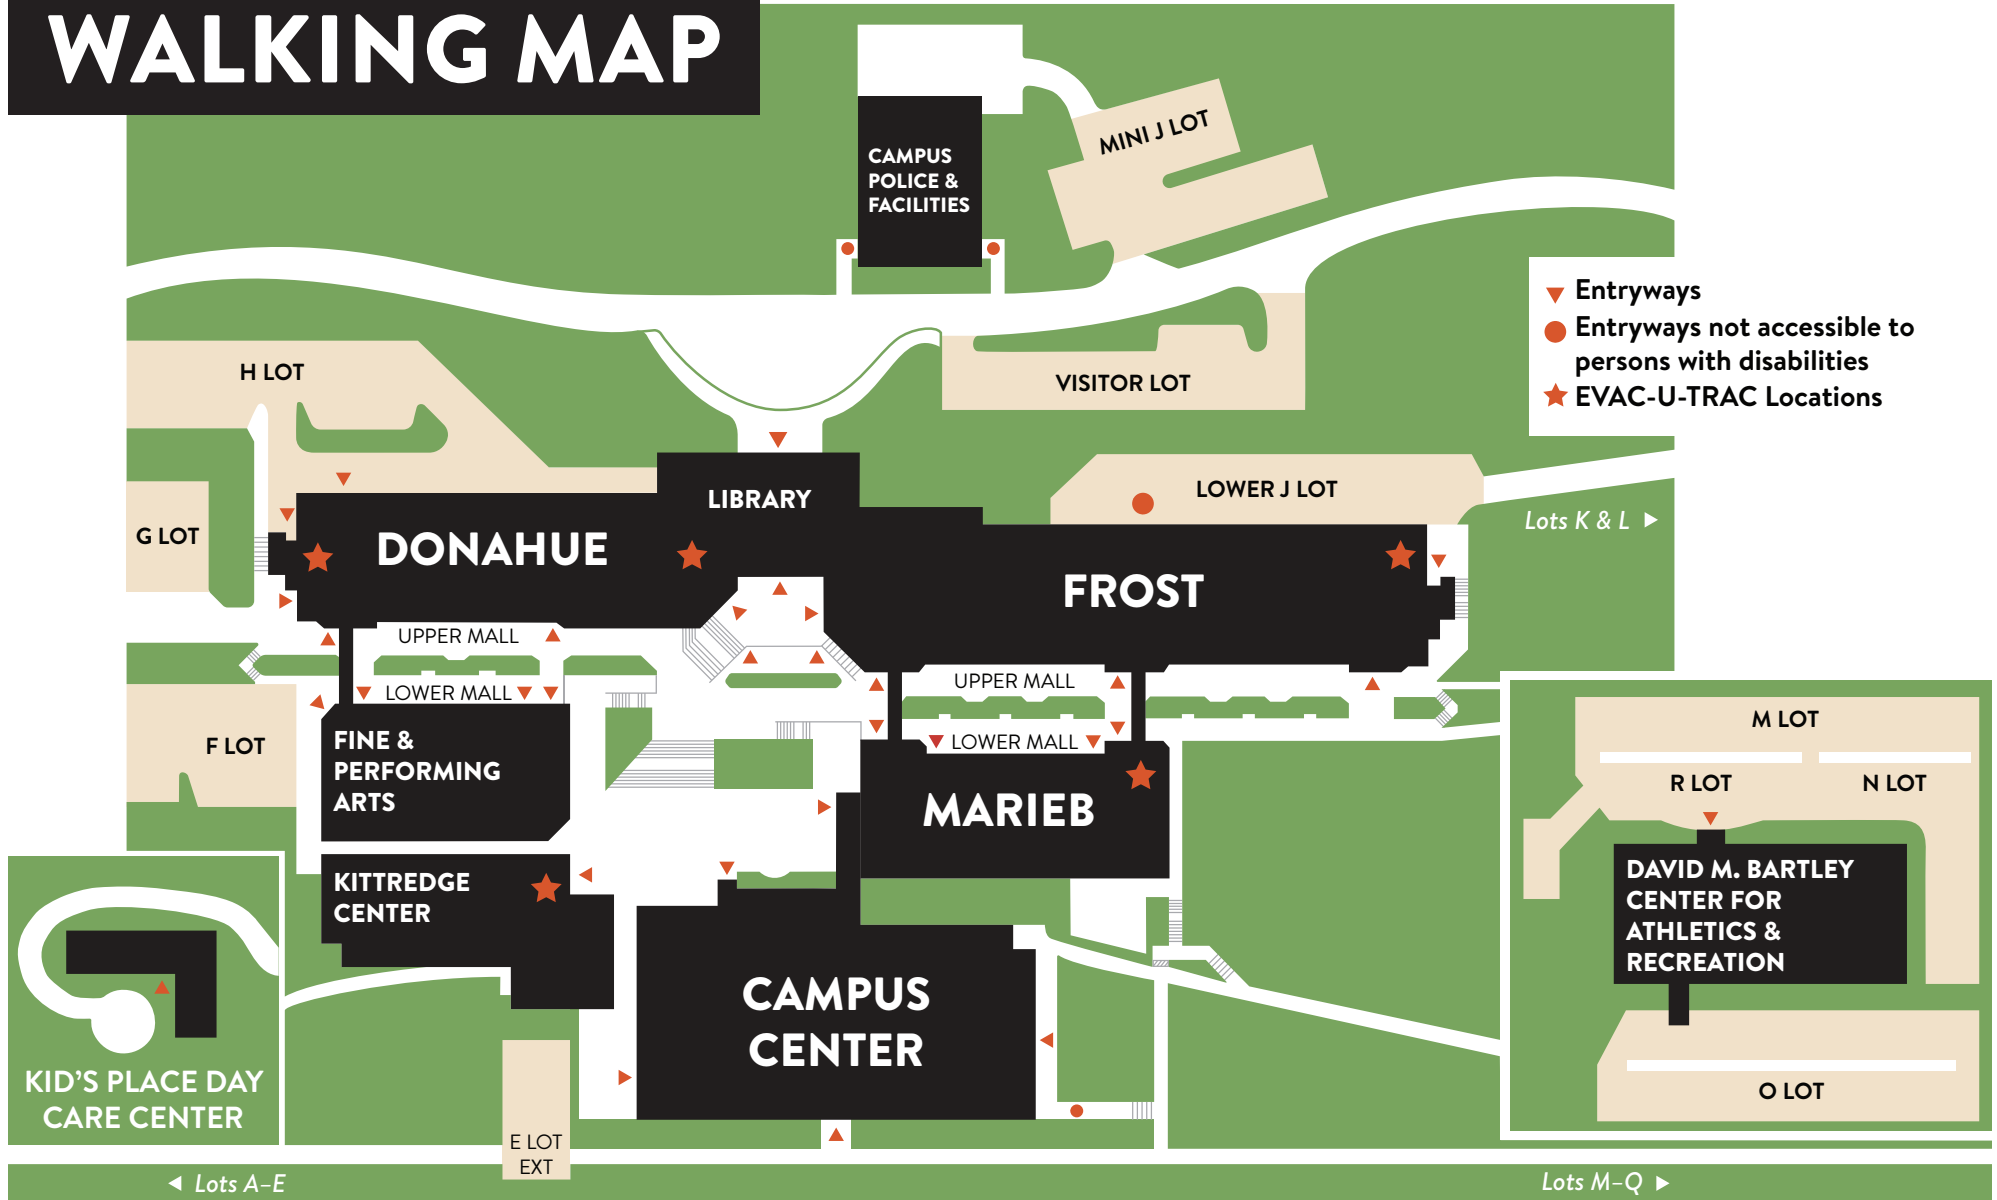 WALKING MAP
CAMPUS
POLICE &
FACILITIES
MINI J LOT
Entryways
Entryways not accessible to
persons with disabilities
EVAC-U-TRAC Locations
H LOT
VISITOR LOT
G LOT
LIBRARY
LOWER J LOT
Lots K & L
DONAHUE
FROST
UPPER MALL
LOWER MALL
UPPER MALL
LOWER MALL
F LOT
FINE &
PERFORMING
ARTS
MARIEB
M LOT
R LOT
N LOT
KITTREDGE
CENTER
DAVID M. BARTLEY
CENTER FOR
ATHLETICS &
RECREATION
CAMPUS
CENTER
KID'S PLACE DAY
CARE CENTER
O LOT
E LOT
EXT
Lots A–E
Lots M–Q